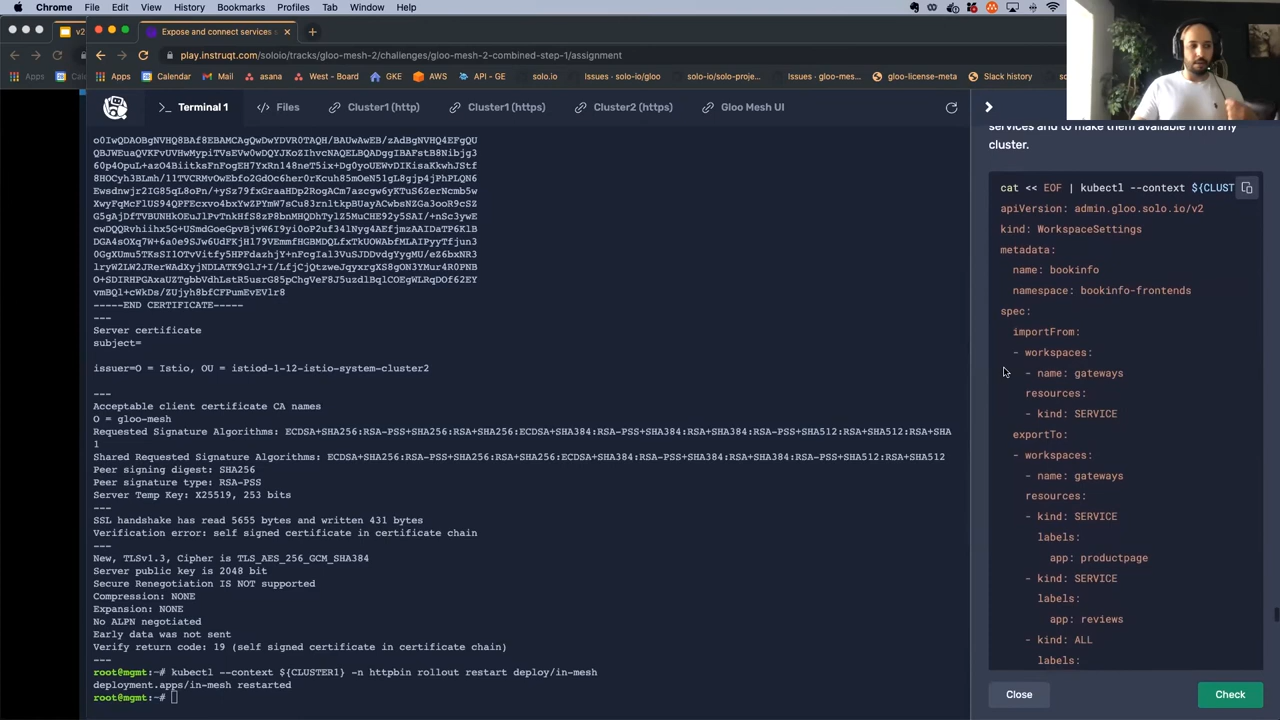 Chrome File Edit View History Bookmarks Profiles Tab Window Help
v2
Expose and connect services
play.instruqt.com/soloio/tracks/gloo-mesh-2/challenges/gloo-mesh-2-combined-step-1/assignment
Apps
Apps Calendar Mail asana West - Board GKE AWS API - GE solo.io Issues · solo-io/gloo solo-io/solo-proje... Issues · gloo-mes... gloo-license-meta Slack history
>_ Terminal 1 Files Cluster1 (http) Cluster1 (https) Cluster2 (https) Gloo Mesh UI
-----END CERTIFICATE-----
---
Server certificate
subject=
issuer=O = Istio, OU = istiod-1-12-istio-system-cluster2
---
Acceptable client certificate CA names
O = gloo-mesh
Requested Signature Algorithms: ECDSA+SHA256:RSA-PSS+SHA256:RSA+SHA256:ECDSA+SHA384:RSA-PSS+SHA384:RSA+SHA384:RSA-PSS+SHA512:RSA+SHA512:RSA+SHA
1
Shared Requested Signature Algorithms: ECDSA+SHA256:RSA-PSS+SHA256:RSA+SHA256:ECDSA+SHA384:RSA-PSS+SHA384:RSA+SHA384:RSA-PSS+SHA512:RSA+SHA512
Peer signing digest: SHA256
Peer signature type: RSA-PSS
Server Temp Key: X25519, 253 bits
---
SSL handshake has read 5655 bytes and written 431 bytes
Verification error: self signed certificate in certificate chain
---
New, TLSv1.3, Cipher is TLS_AES_256_GCM_SHA384
Server public key is 2048 bit
Secure Renegotiation IS NOT supported
Compression: NONE
Expansion: NONE
No ALPN negotiated
Early data was not sent
Verify return code: 19 (self signed certificate in certificate chain)
---
root@mgmt:~# kubectl --context ${CLUSTER1} -n httpbin rollout restart deploy/in-mesh
deployment.apps/in-mesh restarted
root@mgmt:~#
services and to make them available from any
cluster.
cat << EOF | kubectl --context ${CLUST
apiVersion: admin.gloo.solo.io/v2
kind: WorkspaceSettings
metadata:
name: bookinfo
namespace: bookinfo-frontends
spec:
importFrom:
- workspaces:
- name: gateways
resources:
- kind: SERVICE
exportTo:
- workspaces:
- name: gateways
resources:
- kind: SERVICE
labels:
app: productpage
- kind: SERVICE
labels:
app: reviews
- kind: ALL
labels:
Close Check